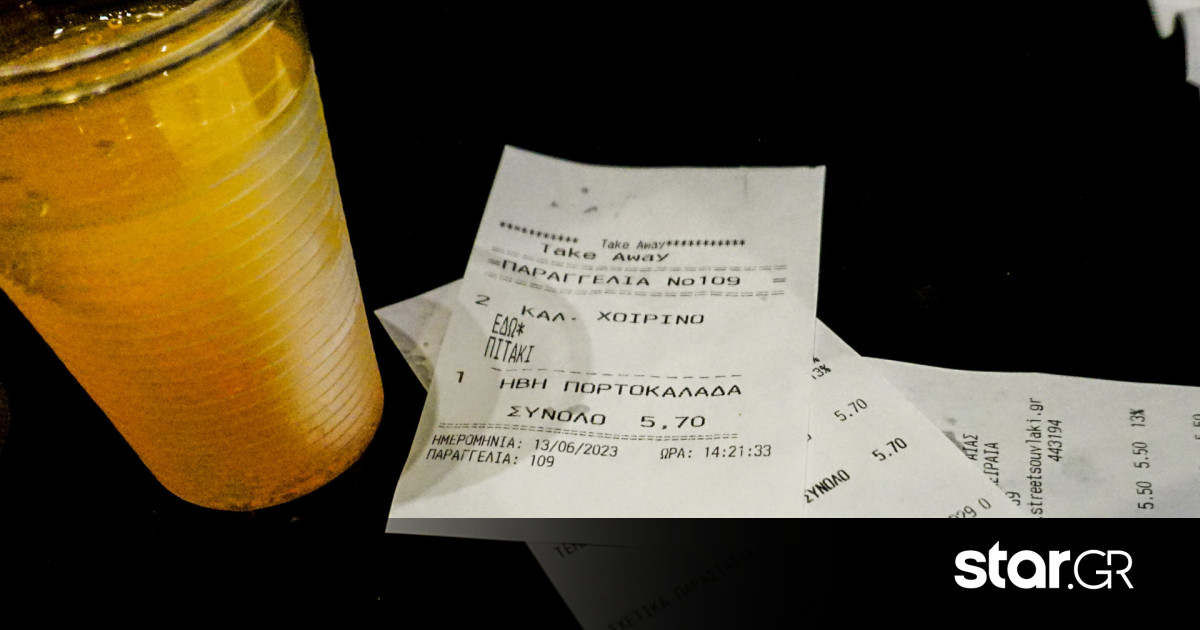 *********** Take Away***********
Take Away
=ΠΑΡΑΓΓΕΛΙΑ Νο109 =
2 ΚΑΛ. ΧΟΙΡΙΝΟ
ΕΔΩ*
ΠΙΤΑΚΙ
1 ΗΒΗ ΠΟΡΤΟΚΑΛΑΔΑ
ΣΥΝΟΛΟ 5,70
ΗΜΕΡΟΜΗΝΙΑ: 13/06/2023 ΩΡΑ: 14:21:33
ΠΑΡΑΓΓΕΛΙΑ: 109
13%
5.70
ΣΥΝΟΛΟ 5.70
.streetsouvlaki.gr
443194
5.50 5.50 13%
star.GR